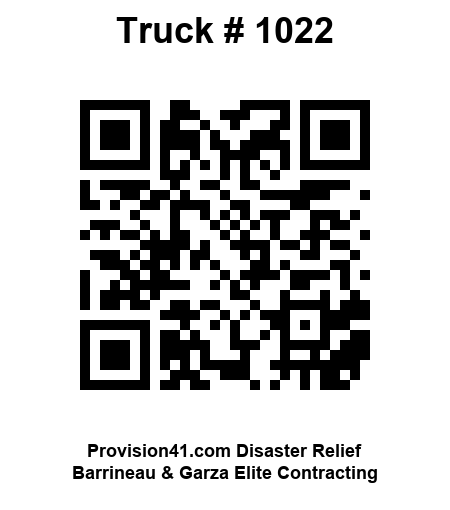 Truck # 1022
Provision41.com Disaster Relief
Barrineau & Garza Elite Contracting